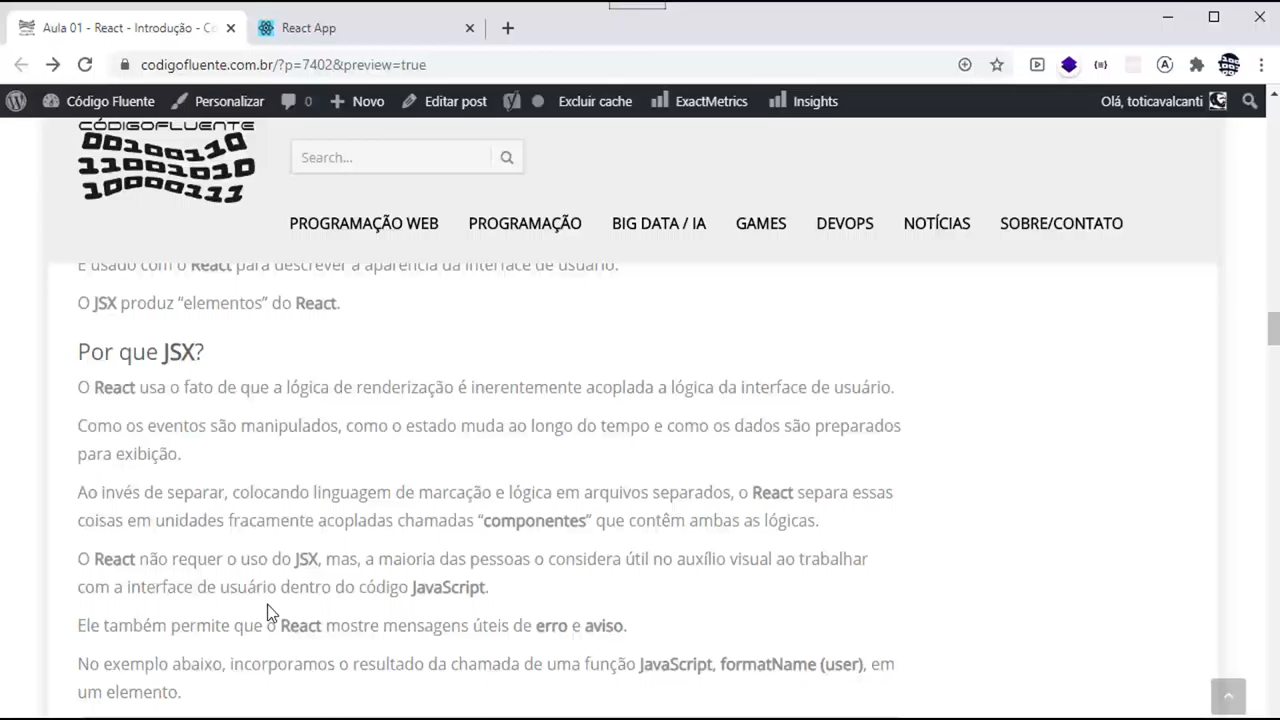 Aula 01 - React - Introdução - Co
React App
codigofluente.com.br/?p=7402&preview=true
Código Fluente
Personalizar
0
Novo
Editar post
Excluir cache
ExactMetrics
Insights
Olá, toticavalcanti
CÓDIGOFLUENTE
00100110
11001010
10000111
Search...
PROGRAMAÇÃO WEB
PROGRAMAÇÃO
BIG DATA / IA
GAMES
DEVOPS
NOTÍCIAS
SOBRE/CONTATO
É usado com o React para descrever a aparência da interface de usuário.
O JSX produz “elementos” do React.
Por que JSX?
O React usa o fato de que a lógica de renderização é inerentemente acoplada a lógica da interface de usuário.
Como os eventos são manipulados, como o estado muda ao longo do tempo e como os dados são preparados
para exibição.
Ao invés de separar, colocando linguagem de marcação e lógica em arquivos separados, o React separa essas
coisas em unidades fracamente acopladas chamadas “componentes” que contêm ambas as lógicas.
O React não requer o uso do JSX, mas, a maioria das pessoas o considera útil no auxílio visual ao trabalhar
com a interface de usuário dentro do código JavaScript.
Ele também permite que o React mostre mensagens úteis de erro e aviso.
No exemplo abaixo, incorporamos o resultado da chamada de uma função JavaScript, formatName (user), em
um elemento.